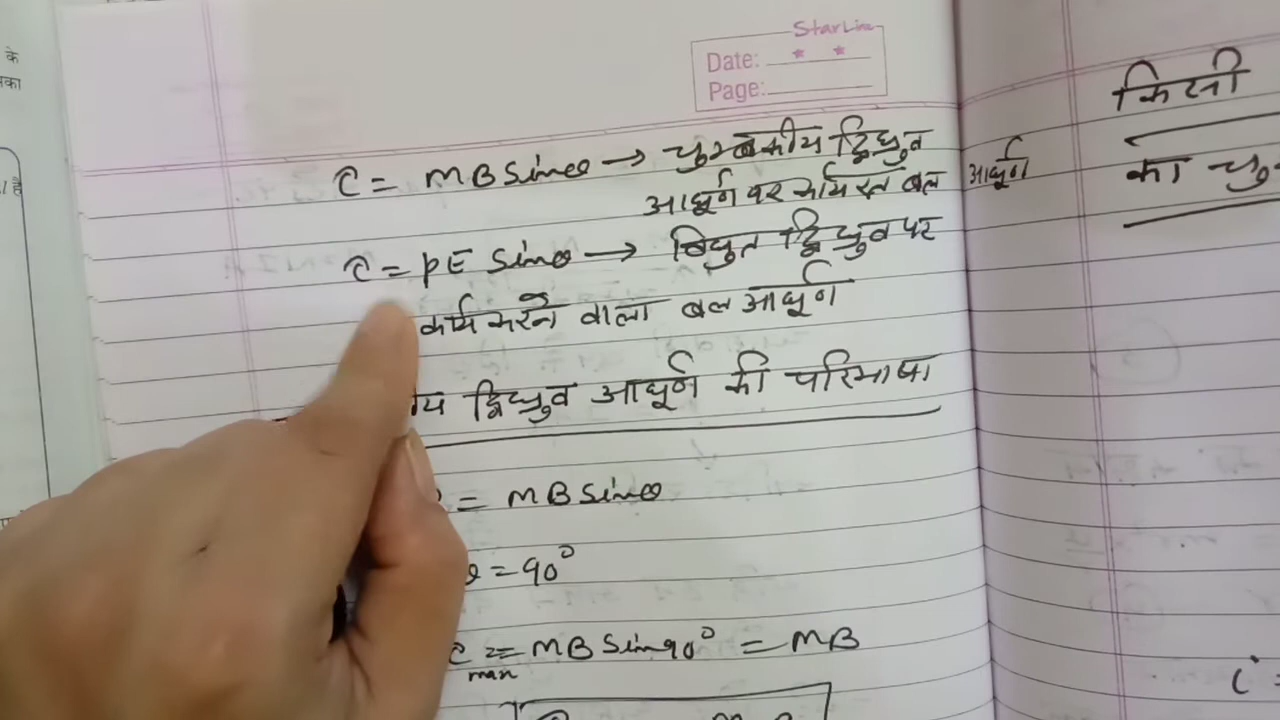 के
StarLine
Date:
Page:
τ = MB Sinθ → चुम्बकीय द्विध्रुव
आघूर्ण पर कार्यरत बल आघूर्ण
τ = pE Sinθ → विधुत द्विध्रुव पर
कार्य करने वाला बल आघूर्ण
य द्विध्रुव आघूर्ण की परिभाषा
= MB Sinθ
θ = 90°
τmax = MB Sin90° = MB
किसी
का
i =